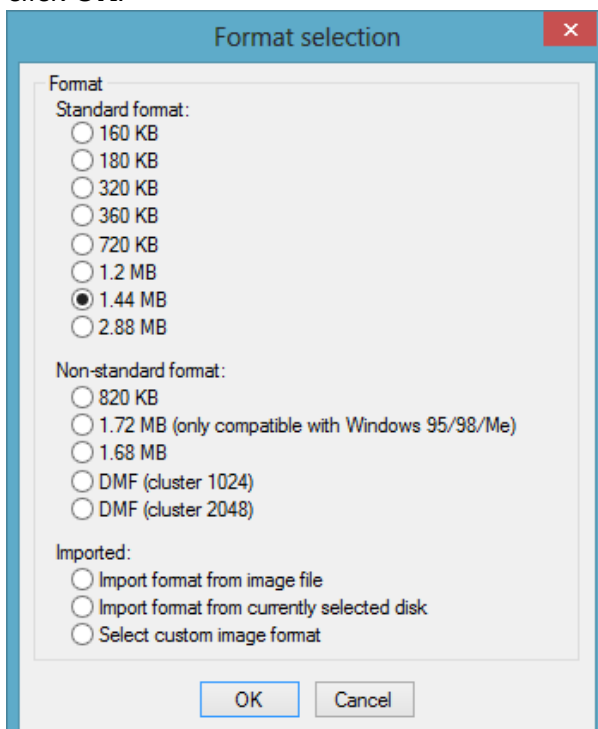 click OK.
Format selection
Format
Standard format:
160 KB
180 KB
320 KB
360 KB
720 KB
1.2 MB
1.44 MB
2.88 MB
Non-standard format:
820 KB
1.72 MB (only compatible with Windows 95/98/Me)
1.68 MB
DMF (cluster 1024)
DMF (cluster 2048)
Imported:
Import format from image file
Import format from currently selected disk
Select custom image format
OK Cancel